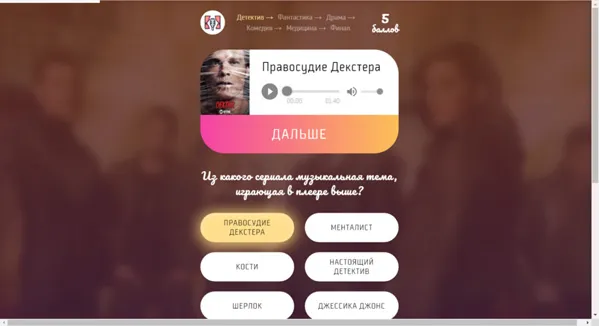 Детектив → Фантастика → Драма →
Комедия → Медицина → Финал
5
баллов
Правосудие Декстера
00:00 01:40
ДАЛЬШЕ
Из какого сериала музыкальная тема,
играющая в плеере выше?
ПРАВОСУДИЕ
ДЕКСТЕРА
МЕНТАЛИСТ
КОСТИ
НАСТОЯЩИЙ
ДЕТЕКТИВ
ШЕРЛОК
ДЖЕССИКА ДЖОНС